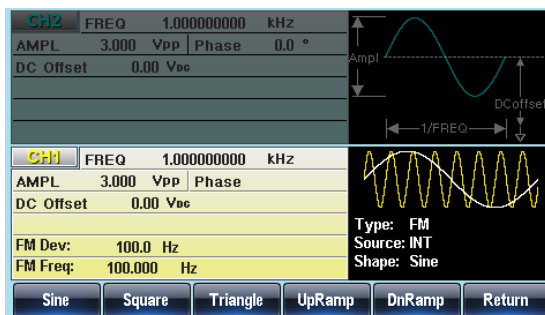 CH2 FREQ 1.000000000 kHz
AMPL 3.000 Vpp Phase 0.0 °
DC Offset 0.00 VDC
Ampl
DCoffset
1/FREQ
CH1 FREQ 1.000000000 kHz
AMPL 3.000 Vpp Phase
DC Offset 0.00 VDC
FM Dev: 100.0 Hz
FM Freq: 100.000 Hz
Type: FM
Source: INT
Shape: Sine
Sine Square Triangle UpRamp DnRamp Return